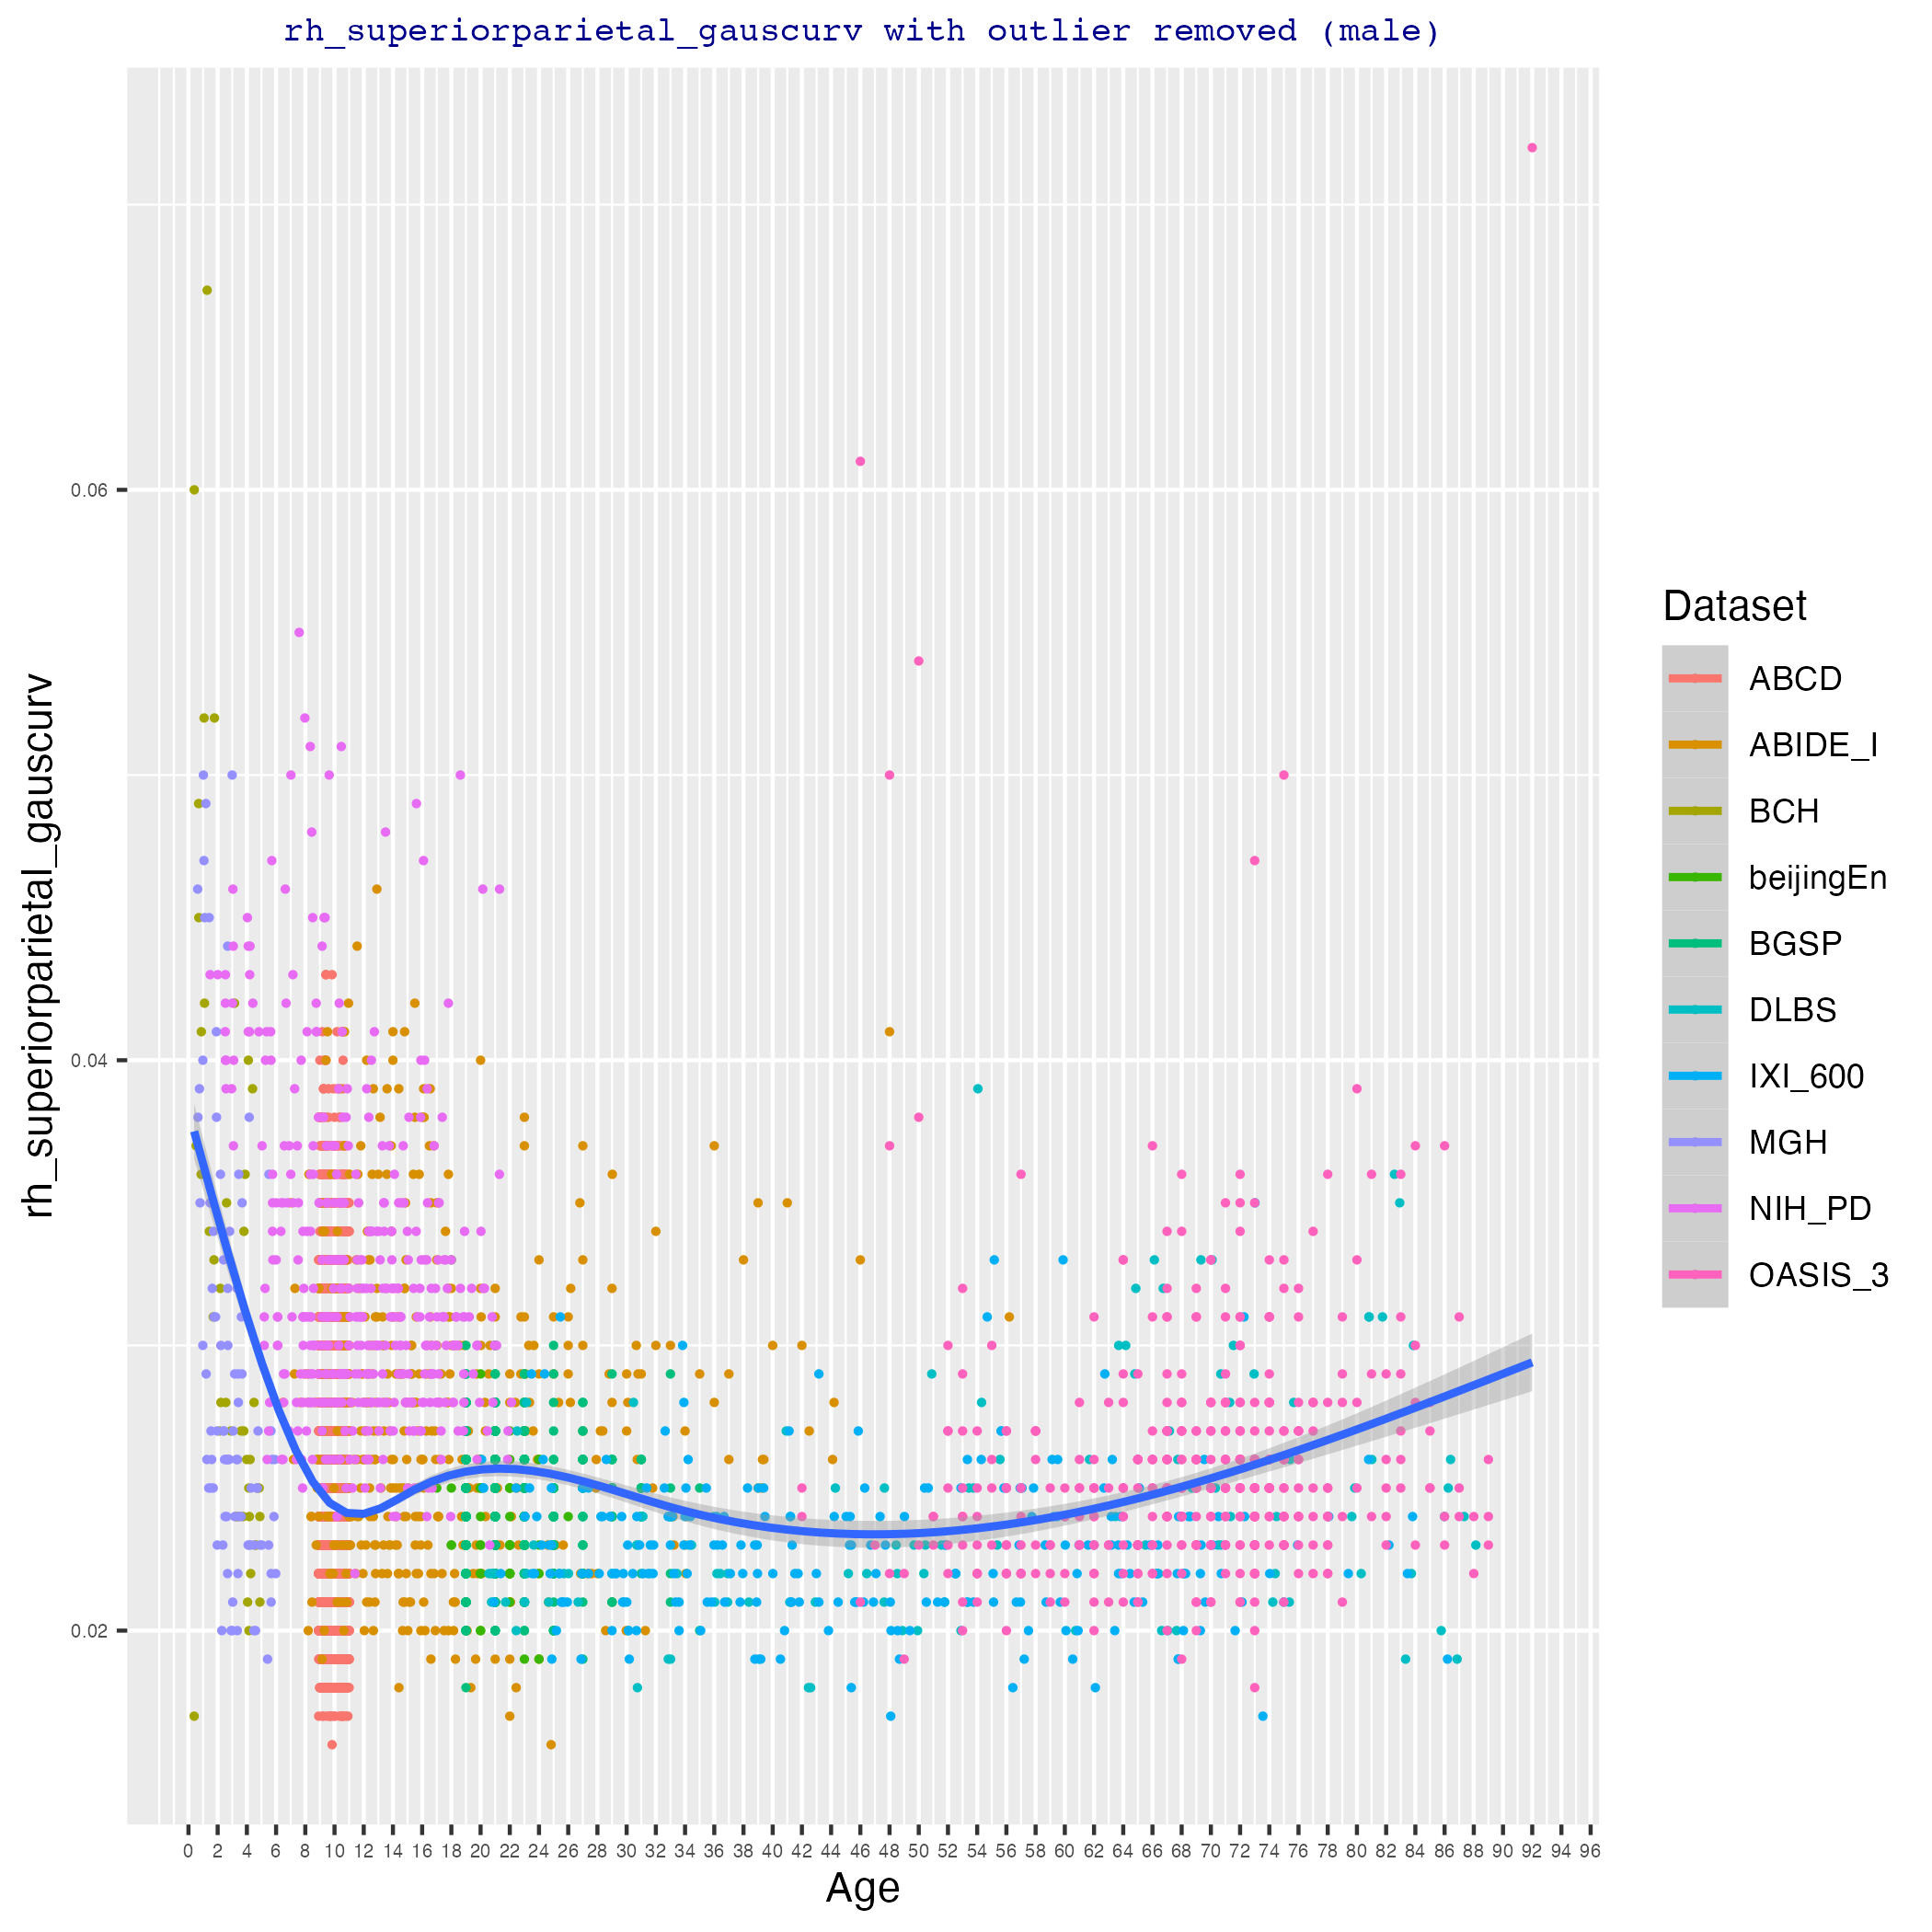 rh_superiorparietal_gauscurv with outlier removed (male)
rh_superiorparietal_gauscurv
0.06
0.04
0.02
0 2 4 6 8 10 12 14 16 18 20 22 24 26 28 30 32 34 36 38 40 42 44 46 48 50 52 54 56 58 60 62 64 66 68 70 72 74 76 78 80 82 84 86 88 90 92 94 96
Age
Dataset
ABCD
ABIDE_I
BCH
beijingEn
BGSP
DLBS
IXI_600
MGH
NIH_PD
OASIS_3